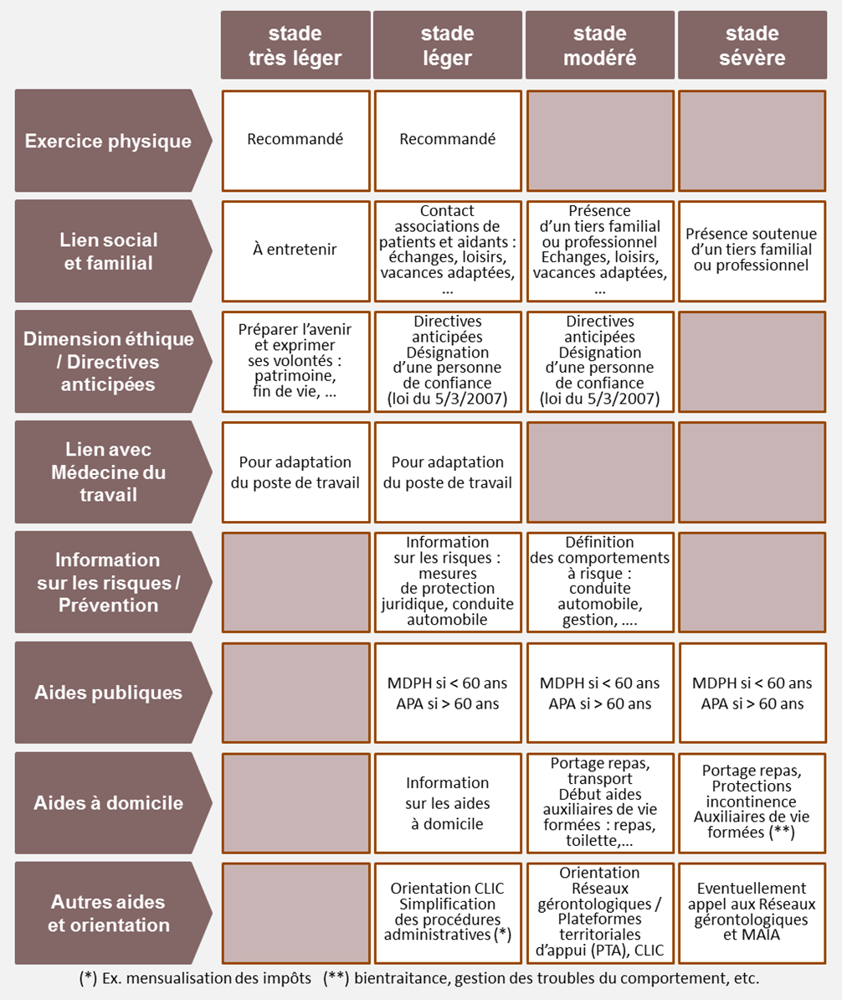 stade
très léger
stade
léger
stade
modéré
stade
sévère
Exercice physique
Recommandé
Recommandé
Lien social
et familial
À entretenir
Contact
associations de
patients et aidants :
échanges, loisirs,
vacances adaptées,
...
Présence
d’un tiers familial
ou professionnel
Echanges, loisirs,
vacances adaptées,
...
Présence soutenue
d’un tiers familial
ou professionnel
Dimension éthique
/ Directives
anticipées
Préparer l’avenir
et exprimer
ses volontés :
patrimoine,
fin de vie, ...
Directives
anticipées
Désignation
d’une personne
de confiance
(loi du 5/3/2007)
Directives
anticipées
Désignation
d’une personne
de confiance
(loi du 5/3/2007)
Lien avec
Médecine du
travail
Pour adaptation
du poste de travail
Pour adaptation
du poste de travail
Information
sur les risques /
Prévention
Information
sur les risques :
mesures
de protection
juridique, conduite
automobile
Définition
des comportements
à risque :
conduite
automobile,
gestion, ....
Aides publiques
MDPH si < 60 ans
APA si > 60 ans
MDPH si < 60 ans
APA si > 60 ans
MDPH si < 60 ans
APA si > 60 ans
Aides à domicile
Information
sur les aides
à domicile
Portage repas,
transport
Début aides
auxiliaires de vie
formées : repas,
toilette,...
Portage repas,
Protections
incontinence
Auxiliaires de vie
formées (**)
Autres aides
et orientation
Orientation CLIC
Simplification
des procédures
administratives (*)
Orientation
Réseaux
gérontologiques /
Plateformes
territoriales
d’appui (PTA), CLIC
Eventuellement
appel aux Réseaux
gérontologiques
et MAIA
(*) Ex. mensualisation des impôts (**) bientraitance, gestion des troubles du comportement, etc.